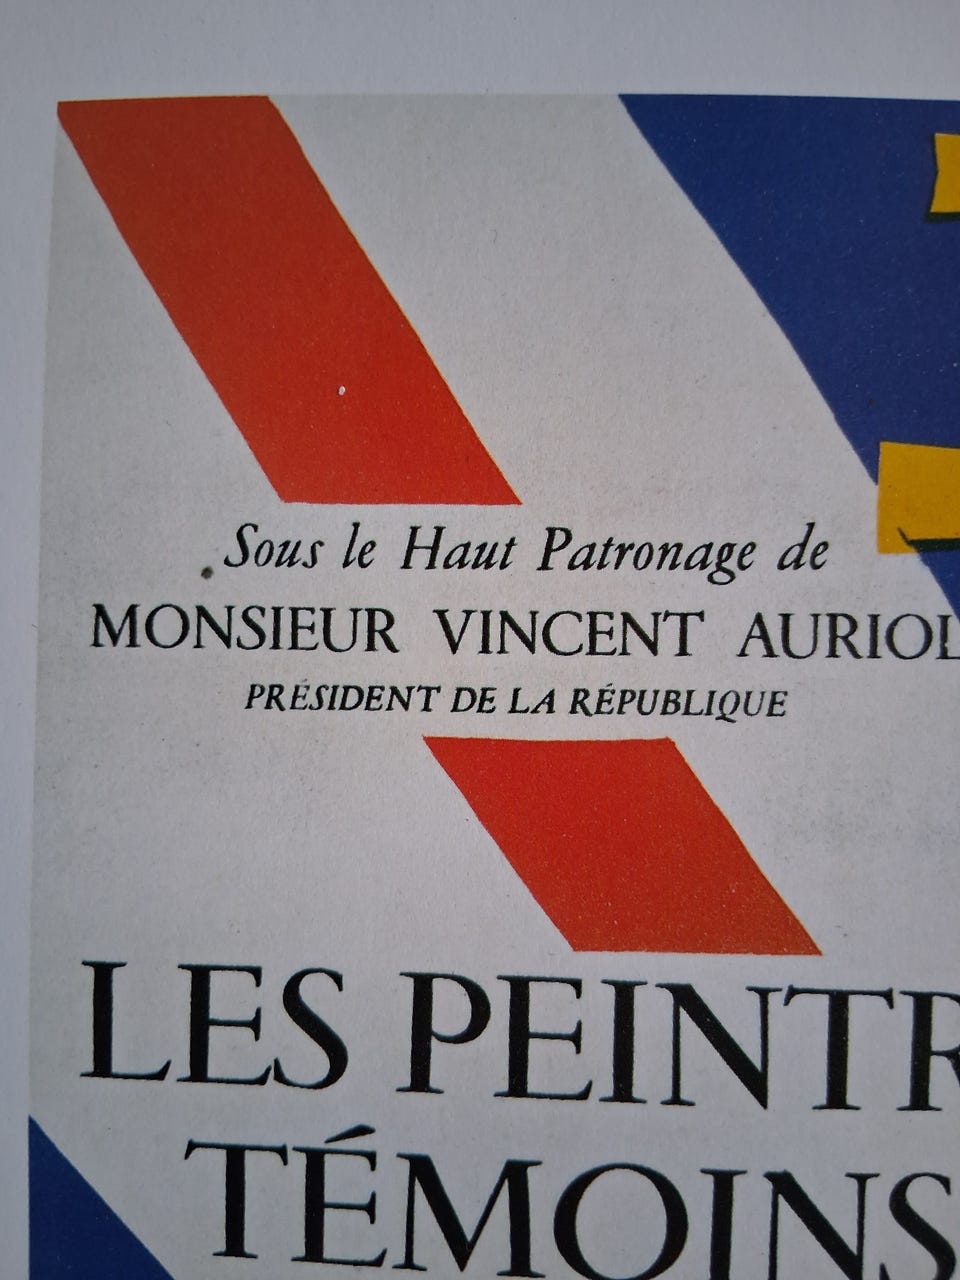 Sous le Haut Patronage de
MONSIEUR VINCENT AURIOL
PRÉSIDENT DE LA RÉPUBLIQUE
LES PEINTR
TÉMOINS